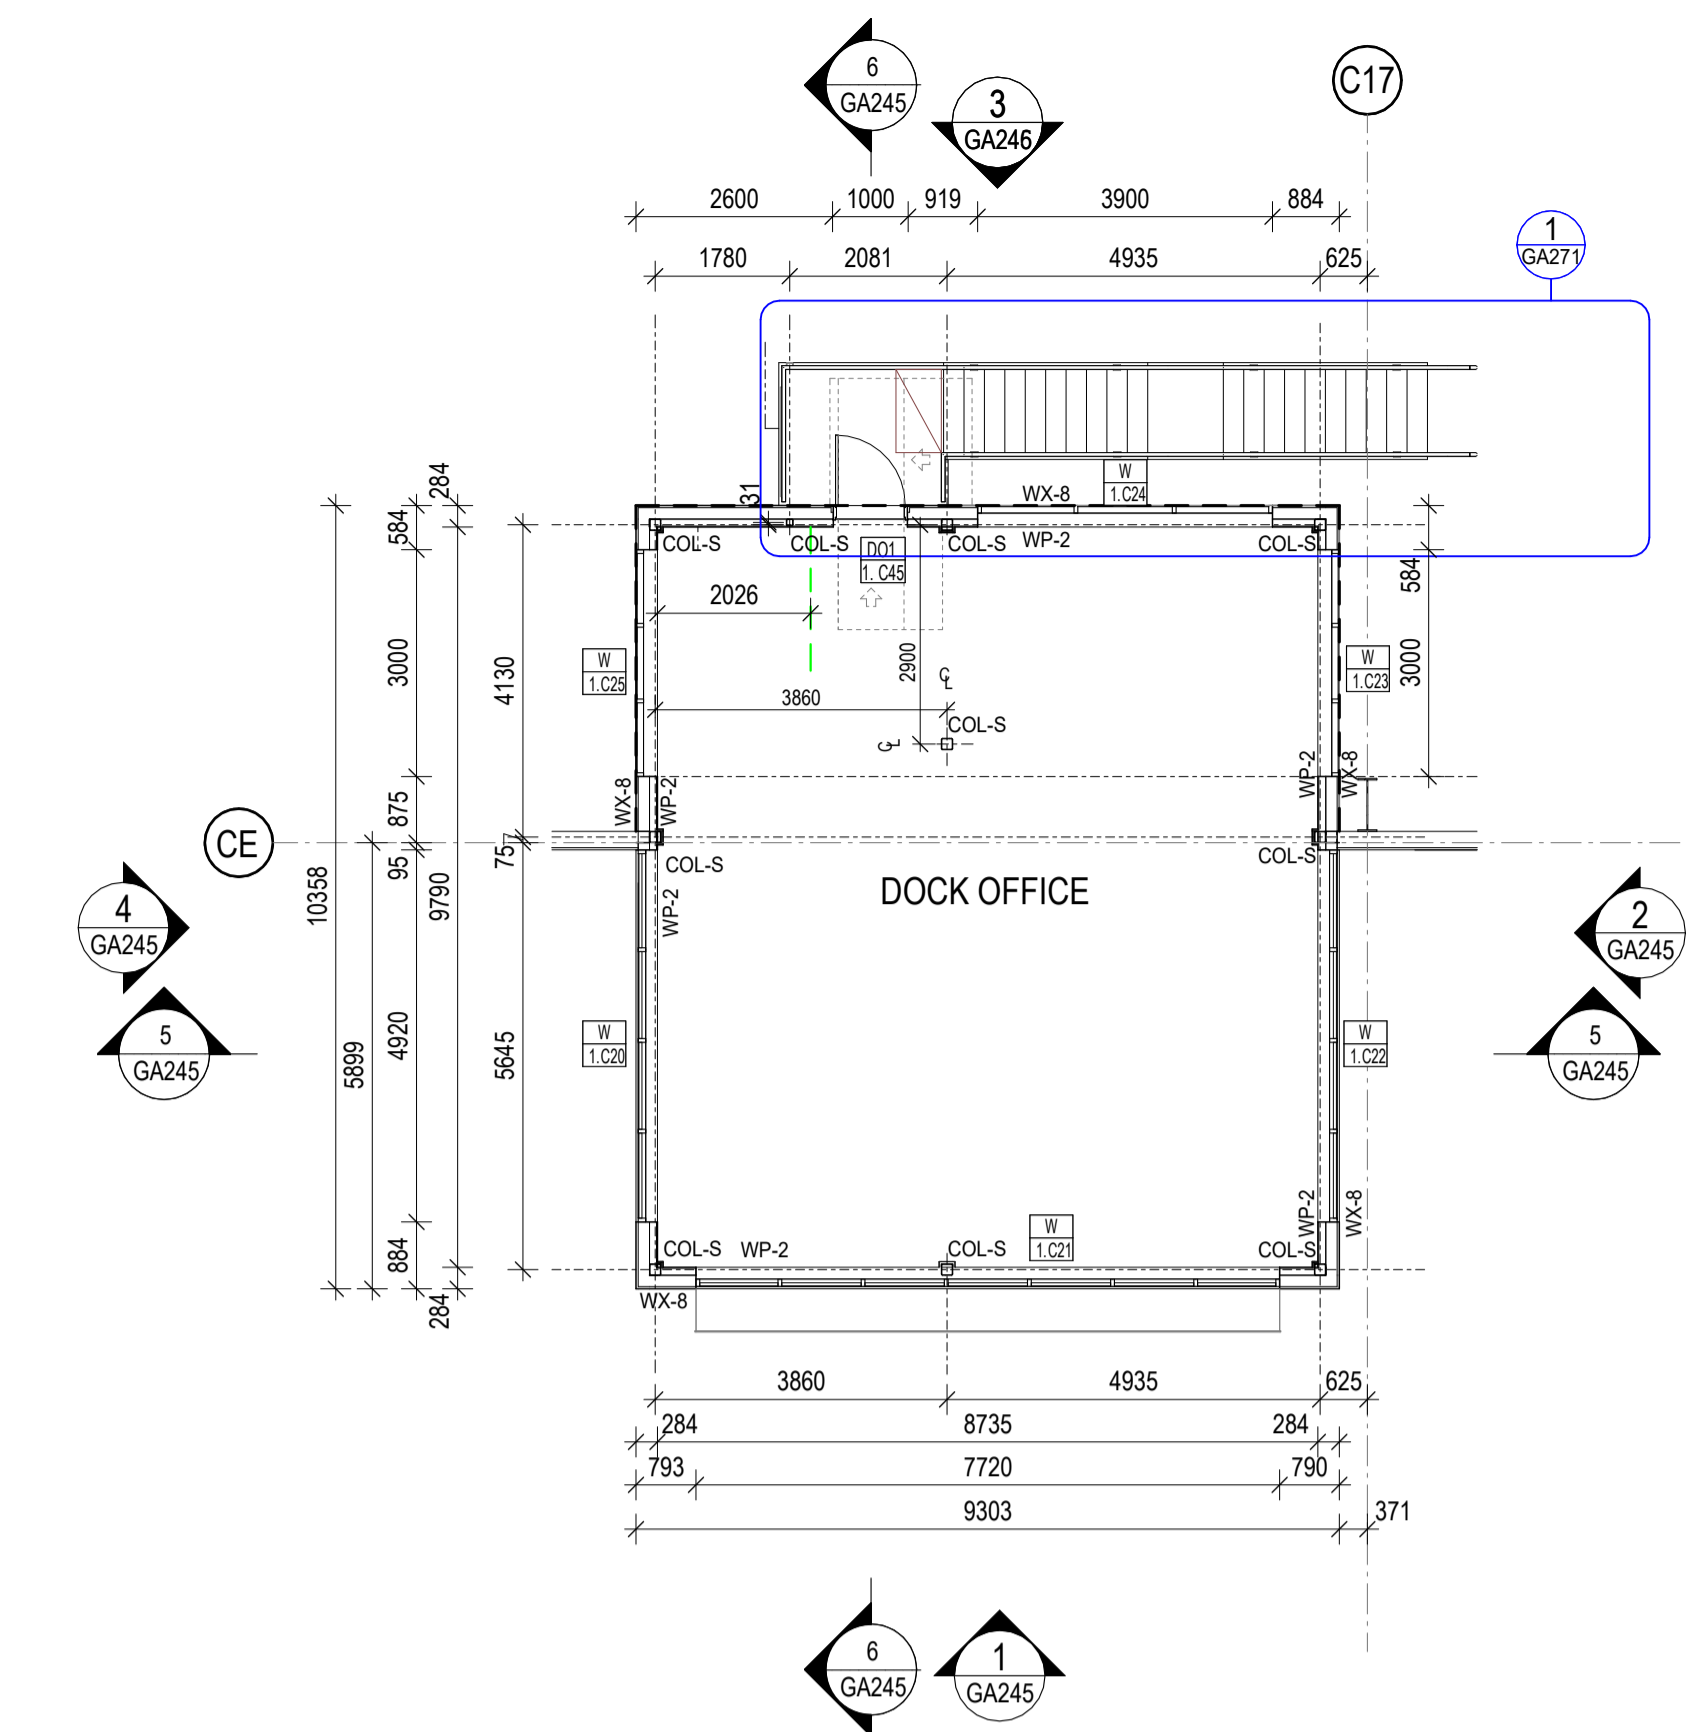 6
GA245
3
GA246
C17
2600 1000 919 3900 884
1
GA271
1780 2081 4935 625
284
584
31
WX-8
W
1.C24
COL-S COL-S COL-S WP-2 COL-S
D01
1. C45
584
2026
3000
4130
W
1.C25
2900
CL
W
1.C23
3000
3860
COL-S
CL
875
WX-8
WP-2
WP-2
WX-8
CE
95
75
COL-S
COL-S
10358
9790
DOCK OFFICE
WP-2
4
GA245
2
GA245
5899
4920
5645
5
GA245
W
1.C20
W
1.C22
5
GA245
884
284
WP-2
WX-8
W
1.C21
COL-S WP-2 COL-S COL-S
WX-8
3860 4935 625
284 8735 284
793 7720 790
9303 371
6
GA245
1
GA245